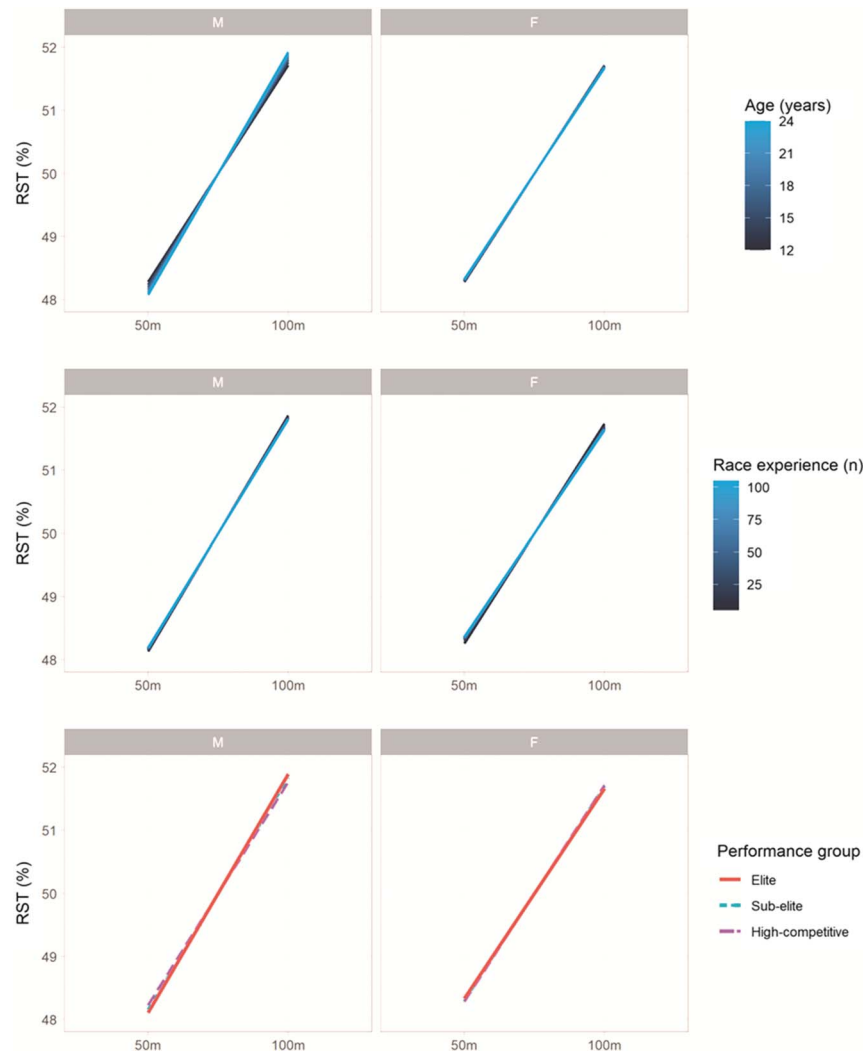 M F
52
51
50
49
48
RST (%)
50m 100m 50m 100m
Age (years)
24
21
18
15
12
M F
52
51
50
49
48
RST (%)
50m 100m 50m 100m
Race experience (n)
100
75
50
25
M F
52
51
50
49
48
RST (%)
50m 100m 50m 100m
Performance group
Elite
Sub-elite
High-competitive